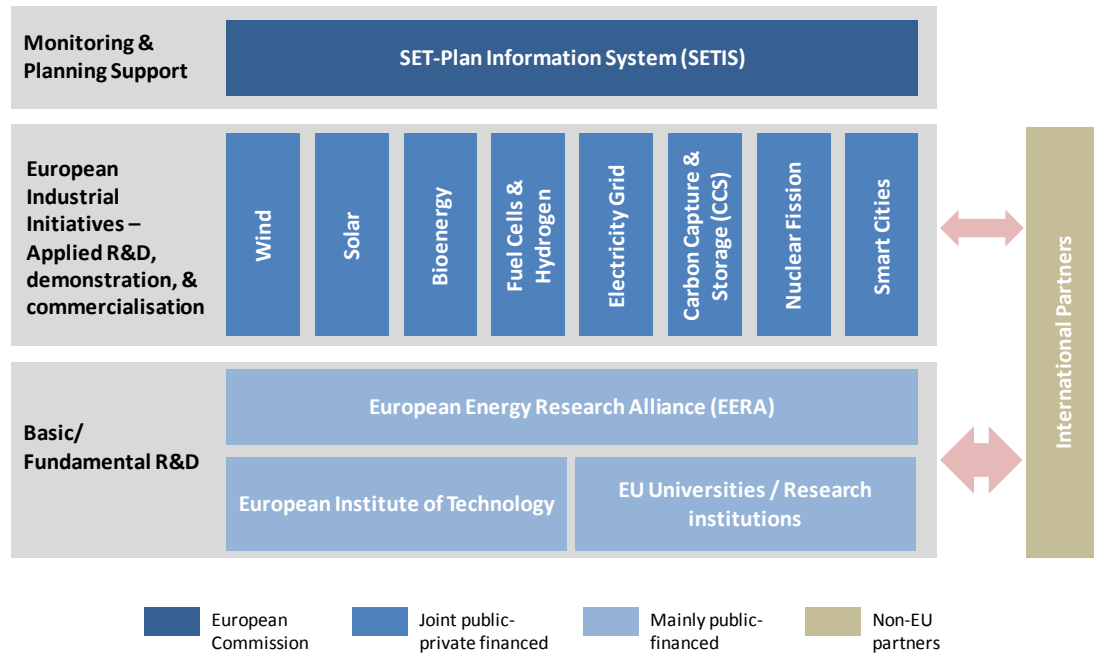 Monitoring &
Planning Support
SET-Plan Information System (SETIS)
European
Industrial
Initiatives –
Applied R&D,
demonstration, &
commercialisation
Wind
Solar
Bioenergy
Fuel Cells &
Hydrogen
Electricity Grid
Carbon Capture &
Storage (CCS)
Nuclear Fission
Smart Cities
International Partners
Basic/
Fundamental R&D
European Energy Research Alliance (EERA)
European Institute of Technology
EU Universities / Research
institutions
European
Commission
Joint public-
private financed
Mainly public-
financed
Non-EU
partners